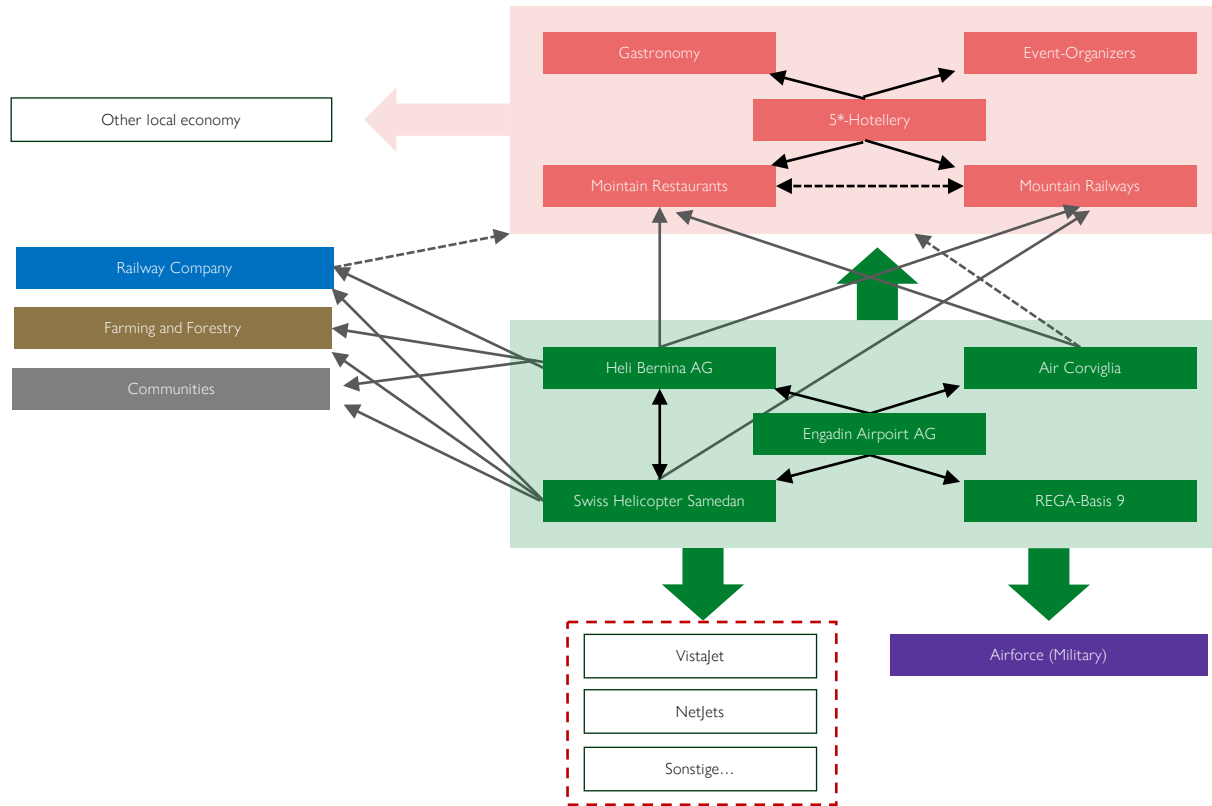 Gastronomy
Event-Organizers
Other local economy
5*-Hotellery
Mointain Restaurants
Mountain Railways
Railway Company
Farming and Forestry
Communities
Heli Bernina AG
Air Corviglia
Engadin Airpoirt AG
Swiss Helicopter Samedan
REGA-Basis 9
VistaJet
NetJets
Sonstige…
Airforce (Military)